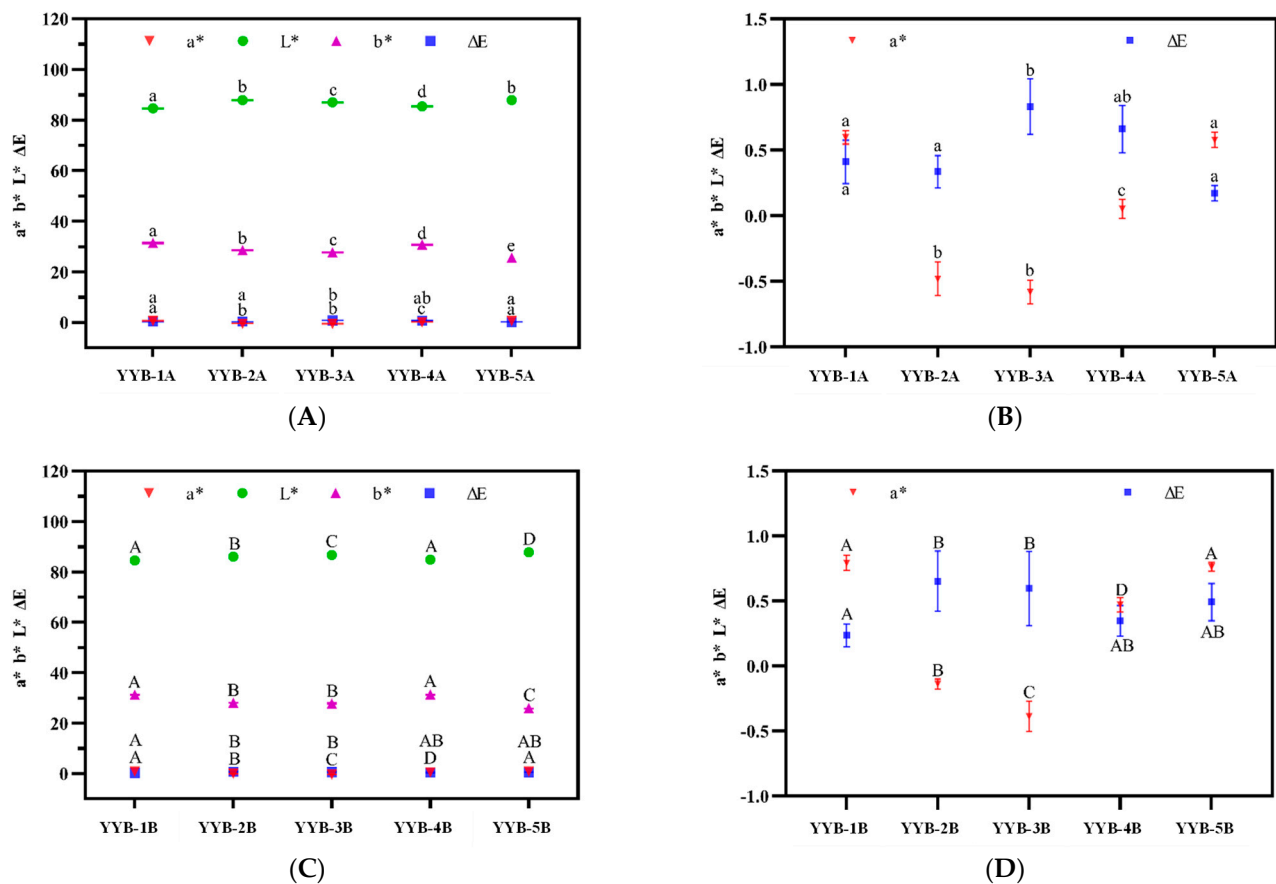 120
100
80
60
40
20
0
a* b* L* ΔE
a* L* b* ΔE
a b c d b
a b c d e
a a b ab a
a b b c a
YYB-1A YYB-2A YYB-3A YYB-4A YYB-5A
(A)
1.5
1.0
0.5
0.0
-0.5
-1.0
a* b* L* ΔE
a* ΔE
b
ab
a a a
a
a c
b b
YYB-1A YYB-2A YYB-3A YYB-4A YYB-5A
(B)
120
100
80
60
40
20
0
a* b* L* ΔE
a* L* b* ΔE
A B C A D
A B B A C
A B B AB AB
A B C D A
YYB-1B YYB-2B YYB-3B YYB-4B YYB-5B
(C)
1.5
1.0
0.5
0.0
-0.5
-1.0
a* b* L* ΔE
a* ΔE
A B B A
A D
AB AB
B
C
YYB-1B YYB-2B YYB-3B YYB-4B YYB-5B
(D)